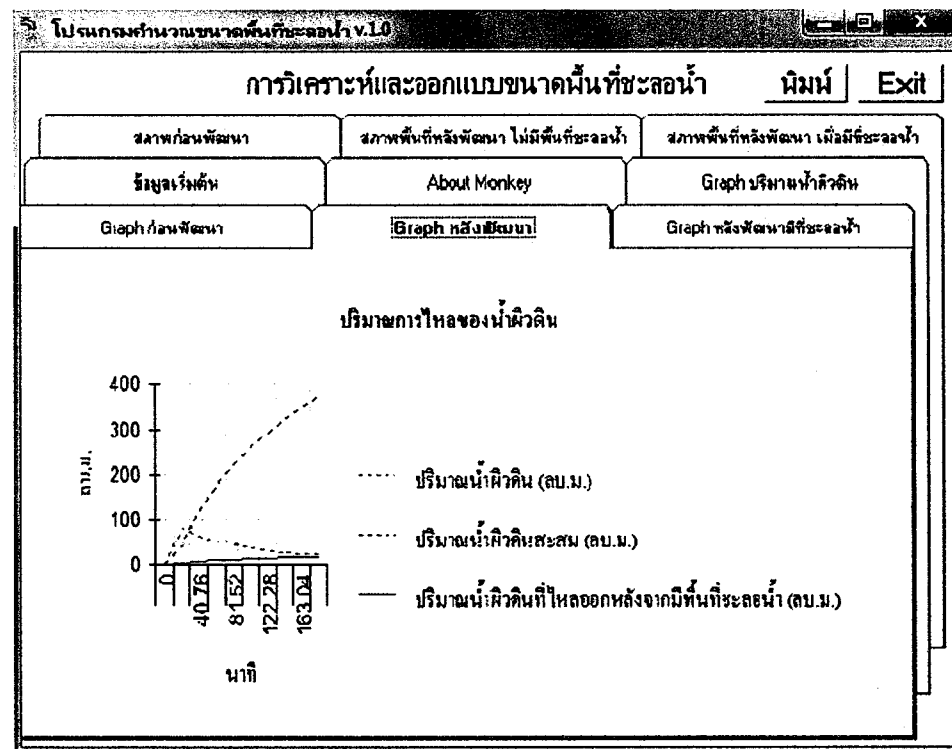 โปรแกรมคำนวณขนาดพื้นที่ชะลอน้ำ v.1.0
การวิเคราะห์และออกแบบขนาดพื้นที่ชะลอน้ำ พิมพ์ Exit
สภาพก่อนพัฒนา สภาพพื้นที่หลังพัฒนา ไม่มีพื้นที่ชะลอน้ำ สภาพพื้นที่หลังพัฒนา เมื่อมีที่ชะลอน้ำ
ข้อมูลเริ่มต้น About Monkey Graph ปริมาณน้ำผิวดิน
Graph ก่อนพัฒนา Graph หลังพัฒนา Graph หลังพัฒนามีที่ชะลอน้ำ
ปริมาณการไหลของน้ำผิวดิน
400
300
200
100
0
ลบ.ม.
0 40.76 81.52 122.28 163.04
นาที
ปริมาณน้ำผิวดิน (ลบ.ม.)
ปริมาณน้ำผิวดินสะสม (ลบ.ม.)
ปริมาณน้ำผิวดินที่ไหลออกหลังจากมีพื้นที่ชะลอน้ำ (ลบ.ม.)